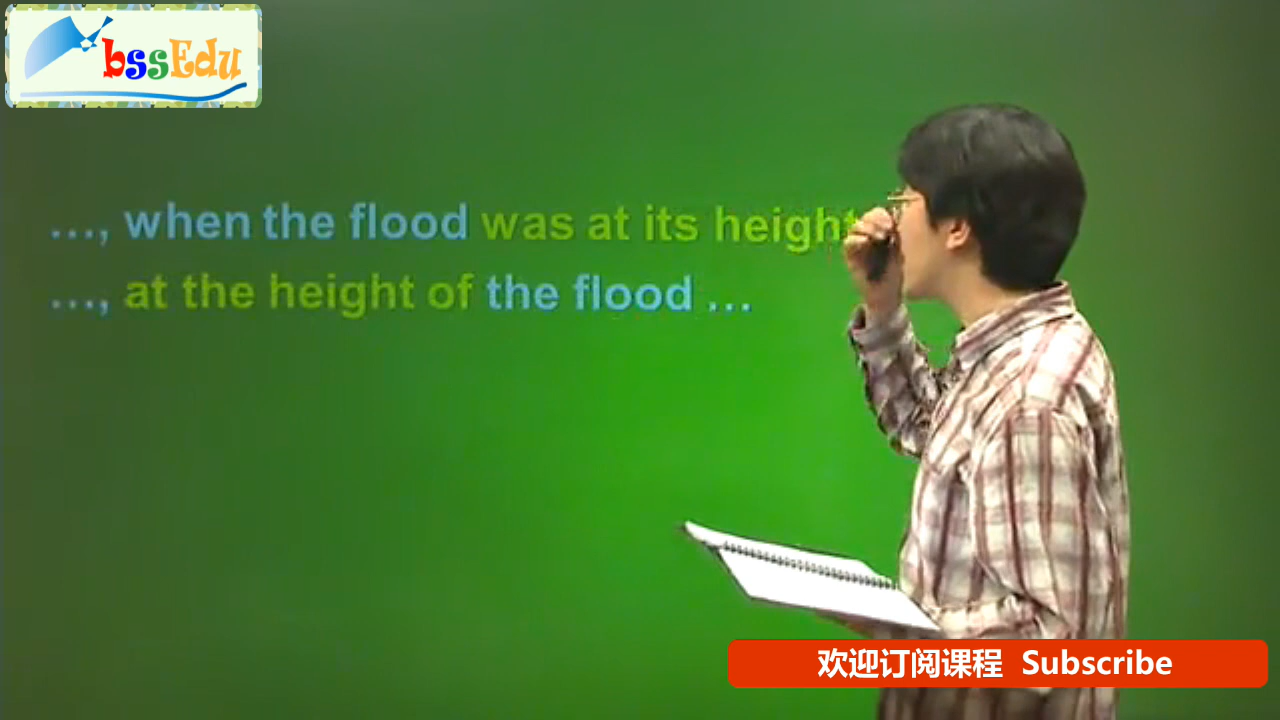 bssEdu
..., when the flood was at its height
..., at the height of the flood ...
欢迎订阅课程 Subscribe